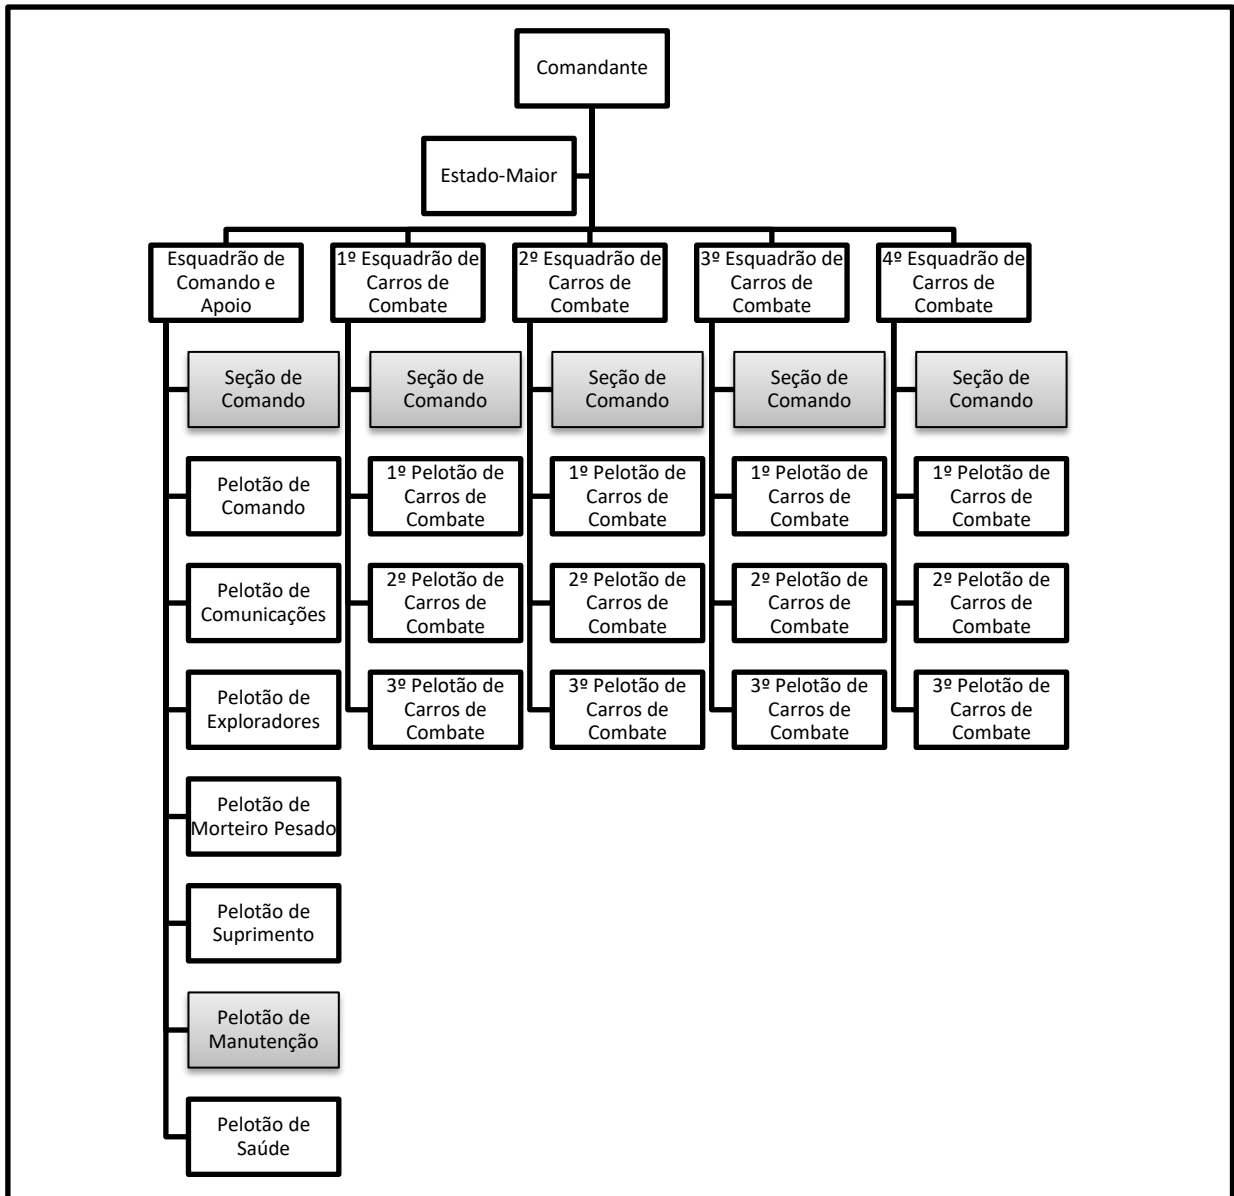 Comandante
Estado-Maior
Esquadrão de
Comando e
Apoio
1º Esquadrão de
Carros de
Combate
2º Esquadrão de
Carros de
Combate
3º Esquadrão de
Carros de
Combate
4º Esquadrão de
Carros de
Combate
Seção de
Comando
Seção de
Comando
Seção de
Comando
Seção de
Comando
Seção de
Comando
Pelotão de
Comando
1º Pelotão de
Carros de
Combate
1º Pelotão de
Carros de
Combate
1º Pelotão de
Carros de
Combate
1º Pelotão de
Carros de
Combate
Pelotão de
Comunicações
2º Pelotão de
Carros de
Combate
2º Pelotão de
Carros de
Combate
2º Pelotão de
Carros de
Combate
2º Pelotão de
Carros de
Combate
Pelotão de
Exploradores
3º Pelotão de
Carros de
Combate
3º Pelotão de
Carros de
Combate
3º Pelotão de
Carros de
Combate
3º Pelotão de
Carros de
Combate
Pelotão de
Morteiro Pesado
Pelotão de
Suprimento
Pelotão de
Manutenção
Pelotão de
Saúde